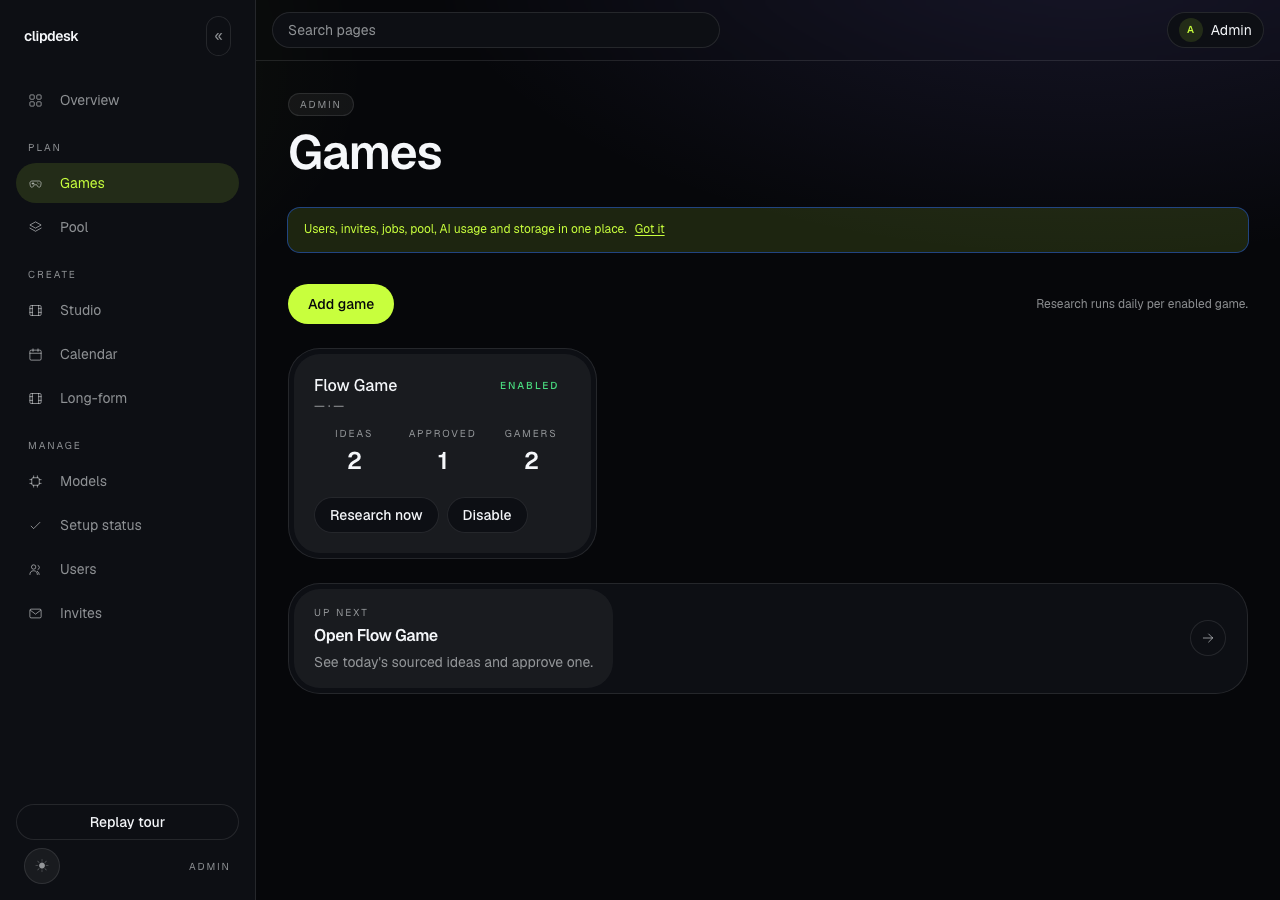 clipdesk
«
Search pages
A Admin
Overview
PLAN
Games
Pool
CREATE
Studio
Calendar
Long-form
MANAGE
Models
Setup status
Users
Invites
Replay tour
ADMIN
ADMIN
Games
Users, invites, jobs, pool, AI usage and storage in one place. Got it
Add game
Research runs daily per enabled game.
Flow Game ENABLED
— · —
IDEAS APPROVED GAMERS
2 1 2
Research now Disable
UP NEXT
Open Flow Game
See today's sourced ideas and approve one.